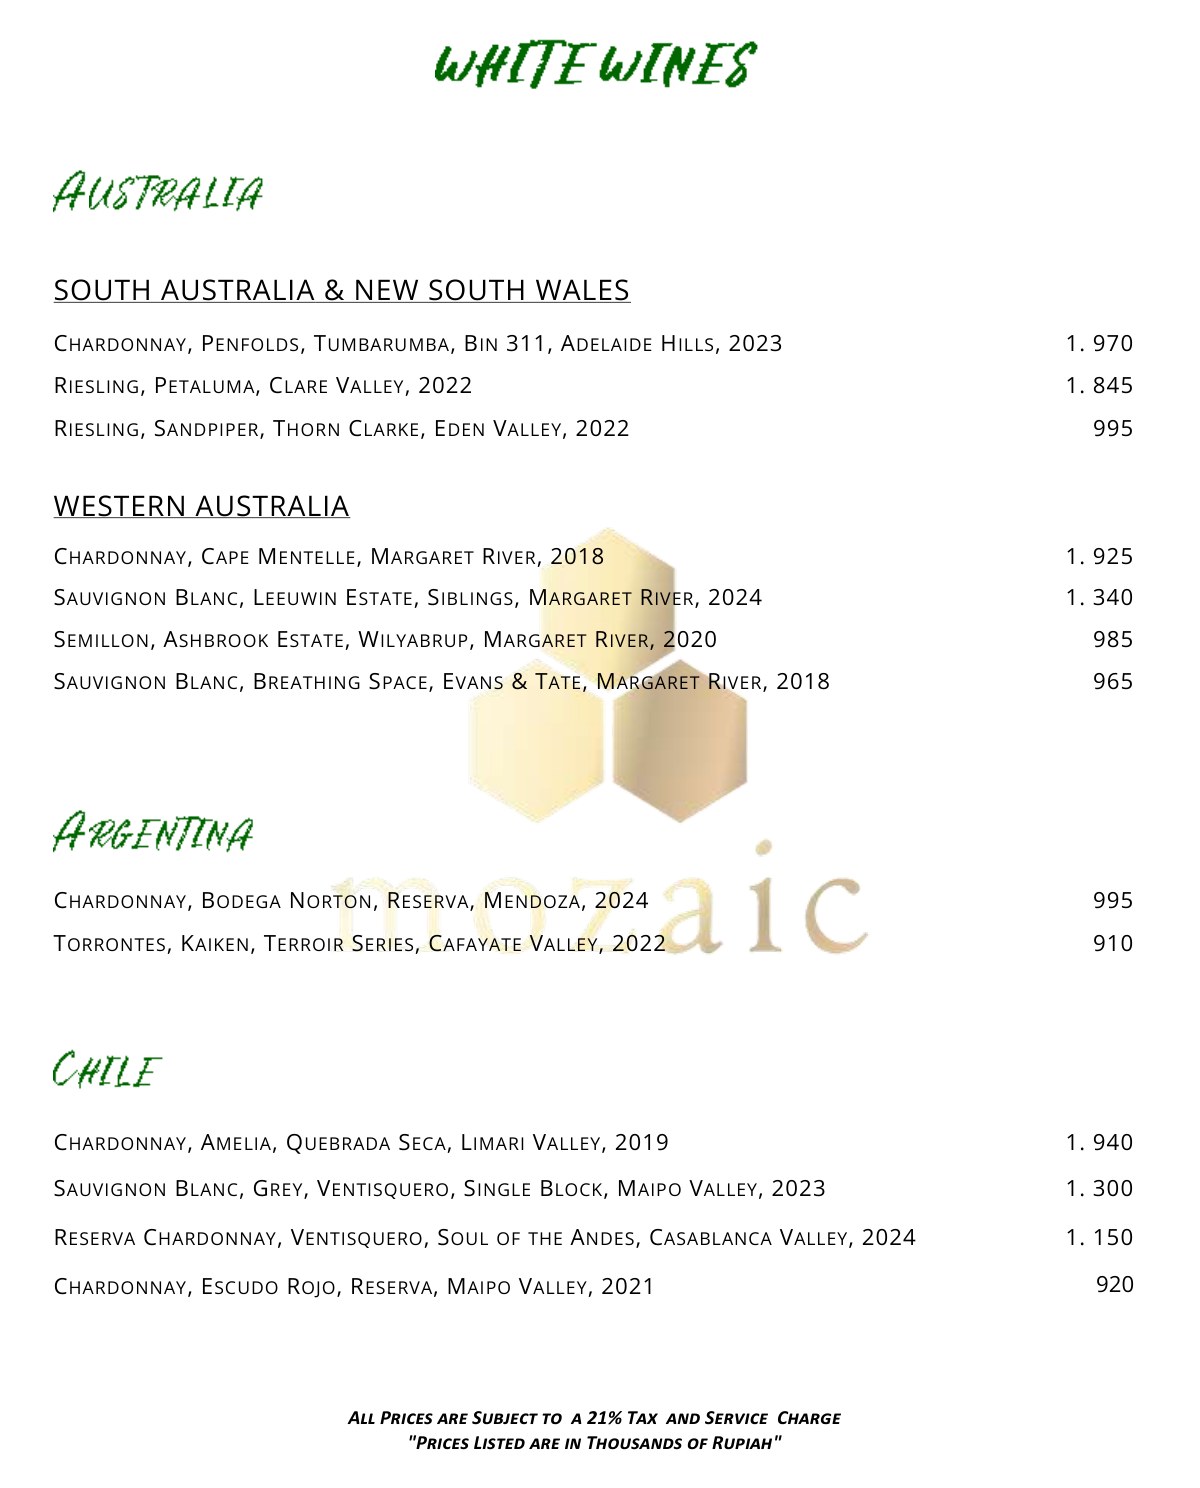 WHITE WINES
AUSTRALIA
SOUTH AUSTRALIA & NEW SOUTH WALES
Chardonnay, Penfolds, Tumbarumba, Bin 311, Adelaide Hills, 2023 1. 970
Riesling, Petaluma, Clare Valley, 2022 1. 845
Riesling, Sandpiper, Thorn Clarke, Eden Valley, 2022 995
WESTERN AUSTRALIA
Chardonnay, Cape Mentelle, Margaret River, 2018 1. 925
Sauvignon Blanc, Leeuwin Estate, Siblings, Margaret River, 2024 1. 340
Semillon, Ashbrook Estate, Wilyabrup, Margaret River, 2020 985
Sauvignon Blanc, Breathing Space, Evans & Tate, Margaret River, 2018 965
ARGENTINA
mozaic
Chardonnay, Bodega Norton, Reserva, Mendoza, 2024 995
Torrontes, Kaiken, Terroir Series, Cafayate Valley, 2022 910
CHILE
Chardonnay, Amelia, Quebrada Seca, Limari Valley, 2019 1. 940
Sauvignon Blanc, Grey, Ventisquero, Single Block, Maipo Valley, 2023 1. 300
Reserva Chardonnay, Ventisquero, Soul of the Andes, Casablanca Valley, 2024 1. 150
Chardonnay, Escudo Rojo, Reserva, Maipo Valley, 2021 920
All Prices are Subject to a 21% Tax and Service Charge
"Prices Listed are in Thousands of Rupiah"